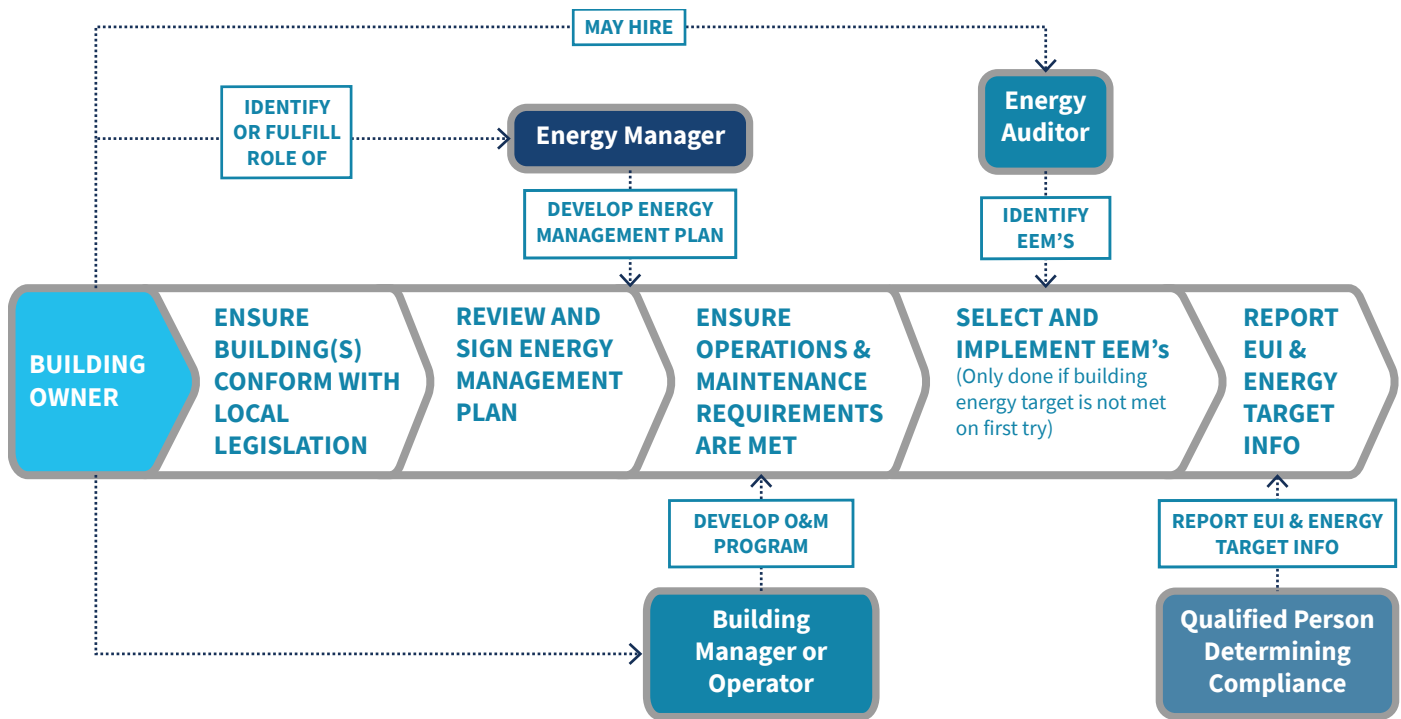 MAY HIRE
IDENTIFY
OR FULFILL
ROLE OF
Energy Manager
Energy
Auditor
DEVELOP ENERGY
MANAGEMENT PLAN
IDENTIFY
EEM'S
BUILDING
OWNER
ENSURE
BUILDING(S)
CONFORM WITH
LOCAL
LEGISLATION
REVIEW AND
SIGN ENERGY
MANAGEMENT
PLAN
ENSURE
OPERATIONS &
MAINTENANCE
REQUIREMENTS
ARE MET
SELECT AND
IMPLEMENT EEM's
(Only done if building
energy target is not met
on first try)
REPORT
EUI &
ENERGY
TARGET
INFO
DEVELOP O&M
PROGRAM
REPORT EUI & ENERGY
TARGET INFO
Building
Manager or
Operator
Qualified Person
Determining
Compliance